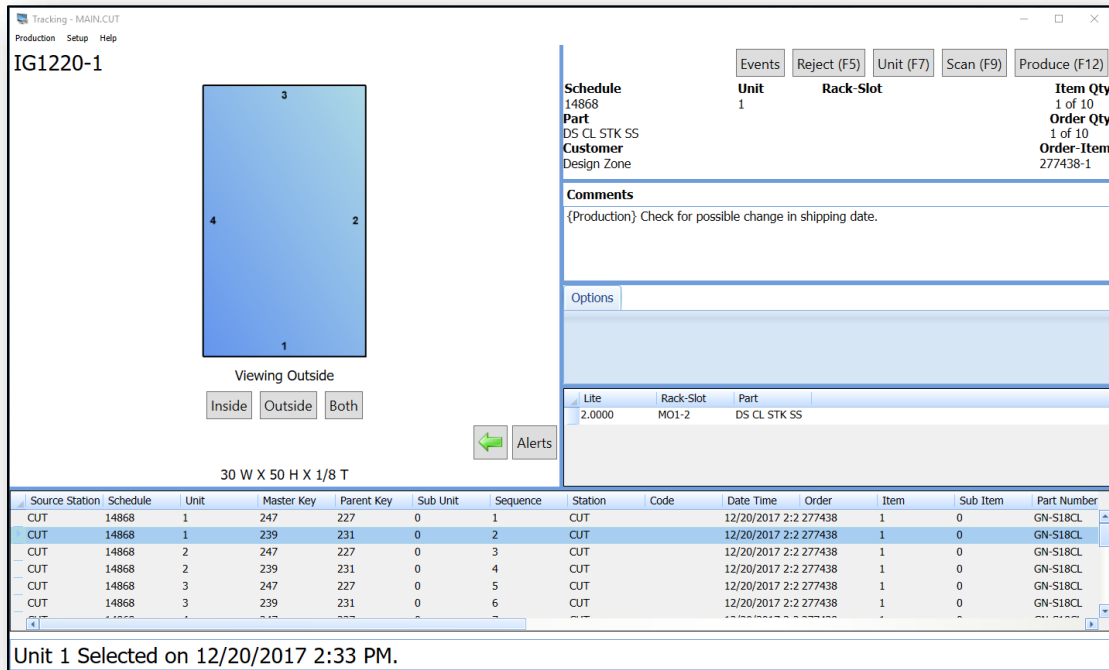 Tracking - MAIN.CUT
Production Setup Help
IG1220-1
3
4
2
1
Viewing Outside
Inside Outside Both
Alerts
30 W X 50 H X 1/8 T
Events Reject (F5) Unit (F7) Scan (F9) Produce (F12)
Schedule Unit Rack-Slot Item Qty
14868 1 1 of 10
Part Order Qty
DS CL STK SS 1 of 10
Customer Order-Item
Design Zone 277438-1
Comments
{Production} Check for possible change in shipping date.
Options
Lite Rack-Slot Part
2.0000 MO1-2 DS CL STK SS
Source Station Schedule Unit Master Key Parent Key Sub Unit Sequence Station Code Date Time Order Item Sub Item Part Number
CUT 14868 1 247 227 0 1 CUT 12/20/2017 2:2 277438 1 0 GN-S18CL
CUT 14868 1 239 231 0 2 CUT 12/20/2017 2:2 277438 1 0 GN-S18CL
CUT 14868 2 247 227 0 3 CUT 12/20/2017 2:2 277438 1 0 GN-S18CL
CUT 14868 2 239 231 0 4 CUT 12/20/2017 2:2 277438 1 0 GN-S18CL
CUT 14868 3 247 227 0 5 CUT 12/20/2017 2:2 277438 1 0 GN-S18CL
CUT 14868 3 239 231 0 6 CUT 12/20/2017 2:2 277438 1 0 GN-S18CL
Unit 1 Selected on 12/20/2017 2:33 PM.